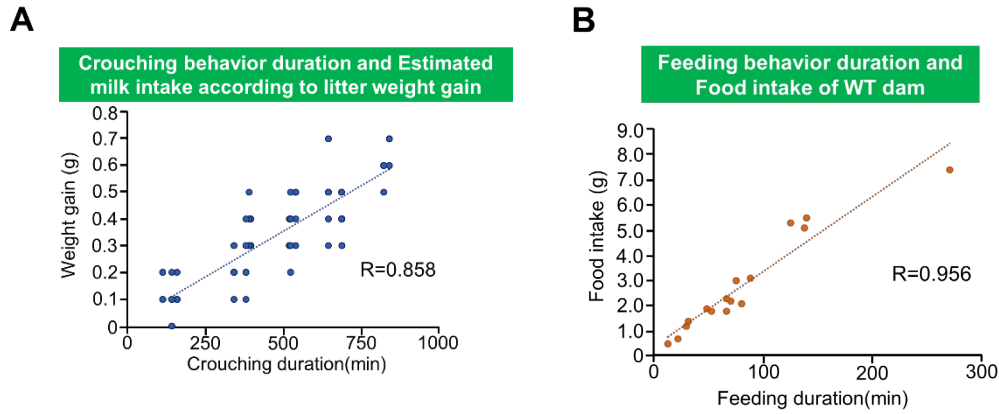 A
Crouching behavior duration and Estimated
milk intake according to litter weight gain
Weight gain (g)
0.8
0.7
0.6
0.5
0.4
0.3
0.2
0.1
0
R=0.858
0 250 500 750 1000
Crouching duration(min)
B
Feeding behavior duration and
Food intake of WT dam
Food intake (g)
9.0
8.0
7.0
6.0
5.0
4.0
3.0
2.0
1.0
0
R=0.956
0 100 200 300
Feeding duration(min)